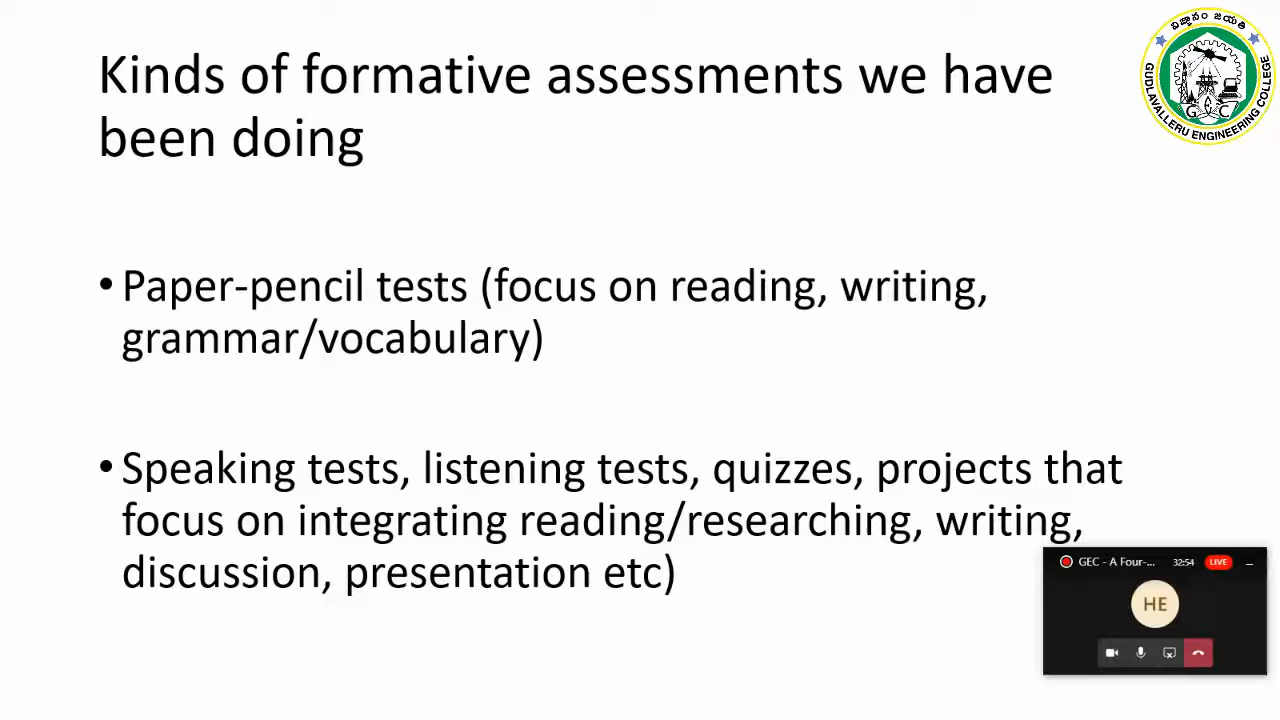 Kinds of formative assessments we have
been doing
• Paper-pencil tests (focus on reading, writing,
grammar/vocabulary)
• Speaking tests, listening tests, quizzes, projects that
focus on integrating reading/researching, writing,
discussion, presentation etc)
విజ్ఞానం జయతి
GUDLAVALLERU ENGINEERING COLLEGE
GEC
GEC - A Four-... 32:54 LIVE
HE